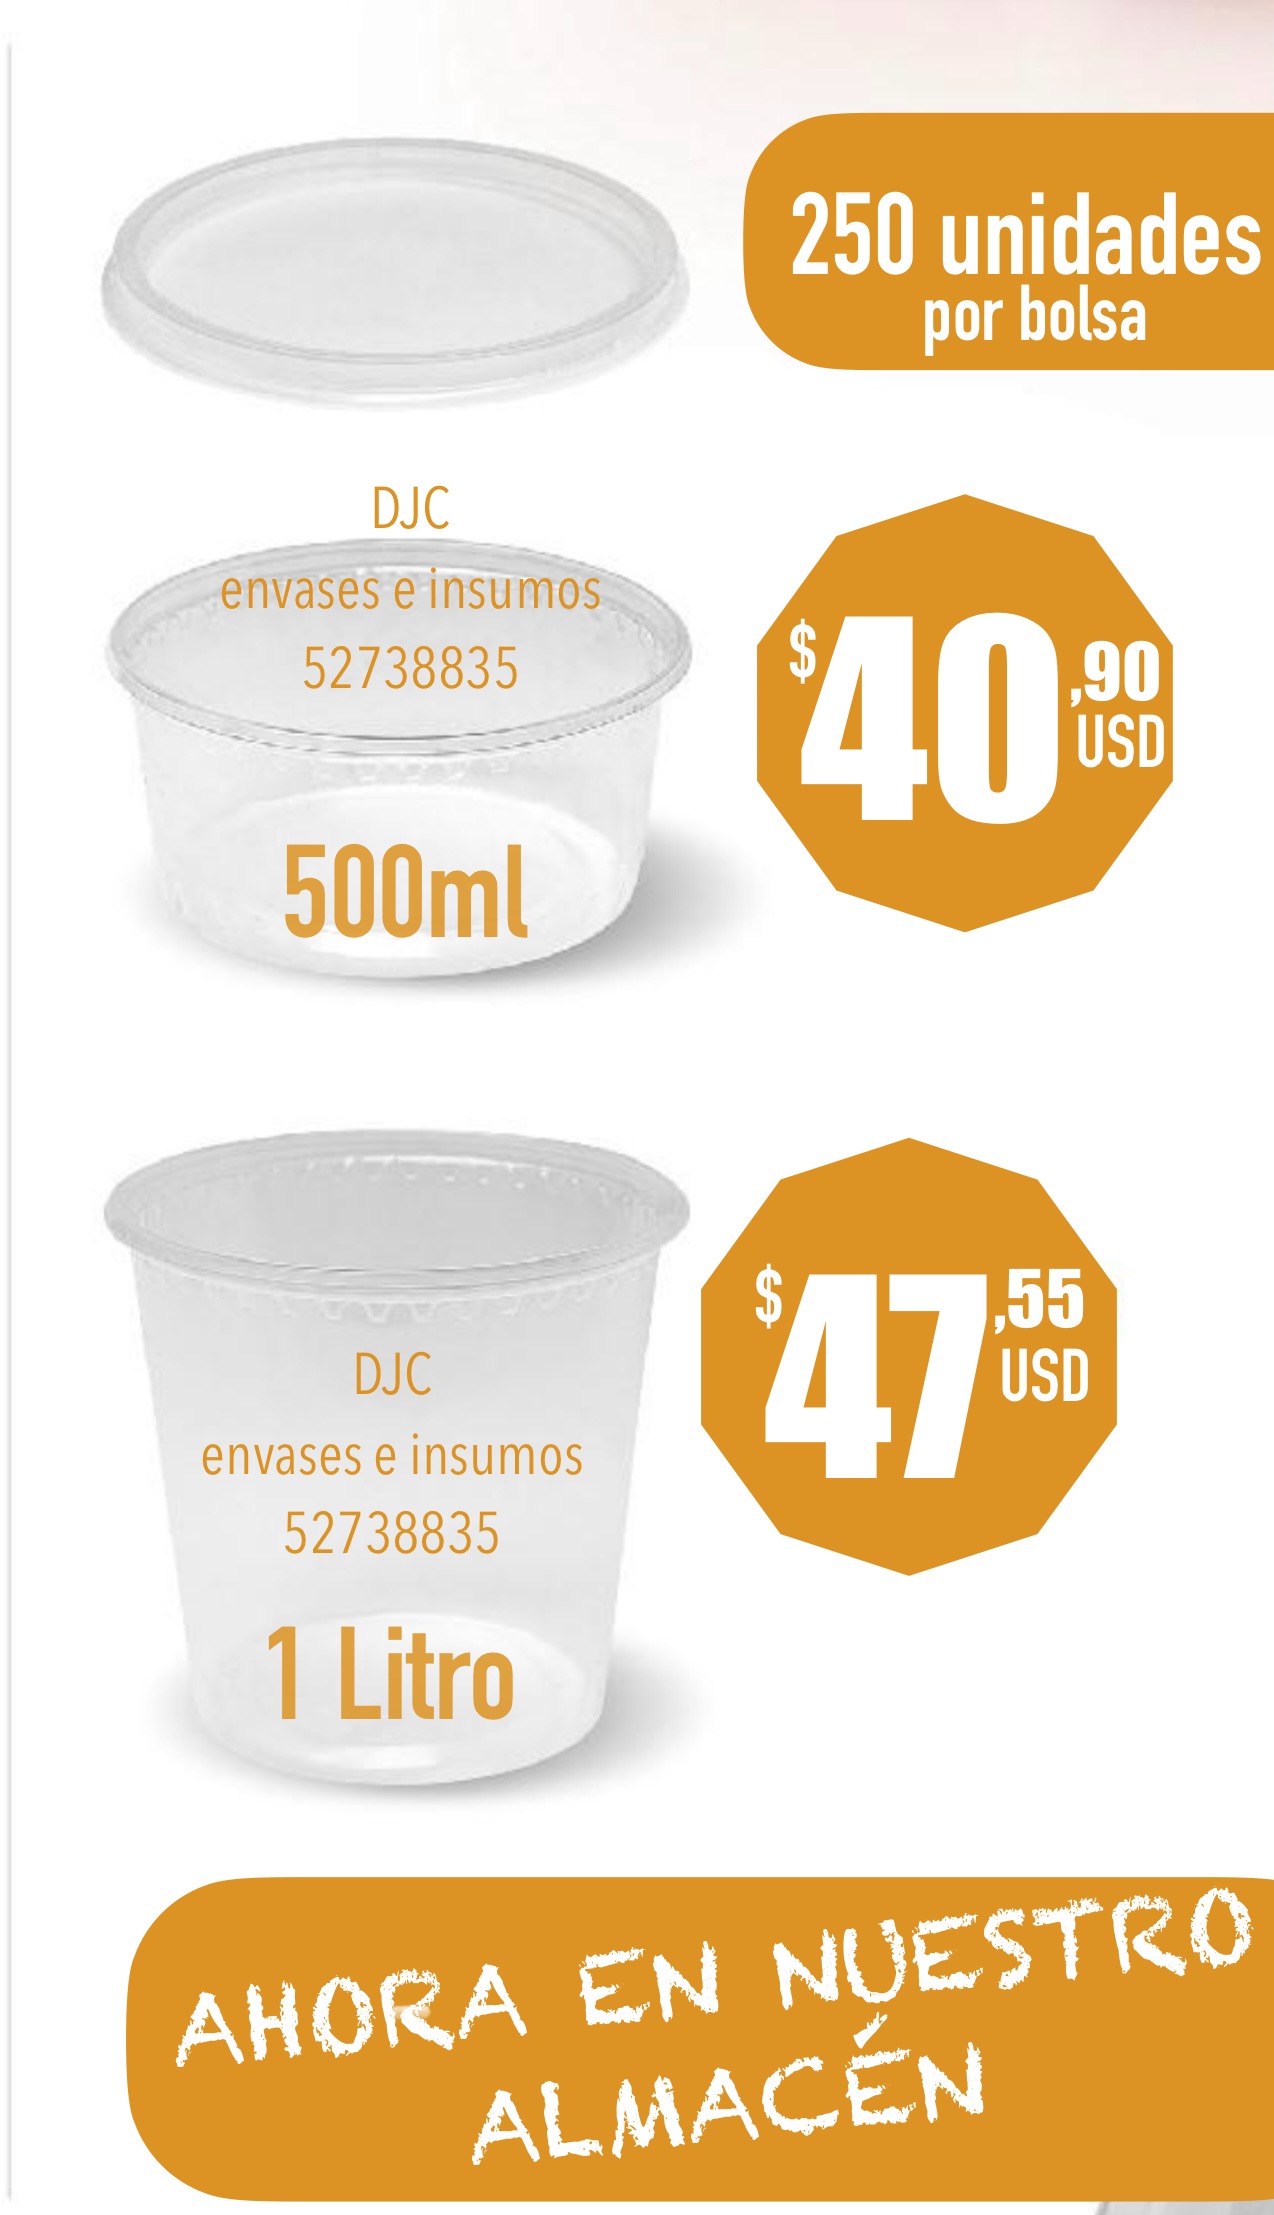 250 unidades
por bolsa
DJC
envases e insumos
52738835
500ml
$40,90
USD
DJC
envases e insumos
52738835
1 Litro
$47,55
USD
AHORA EN NUESTRO
ALMACÉN